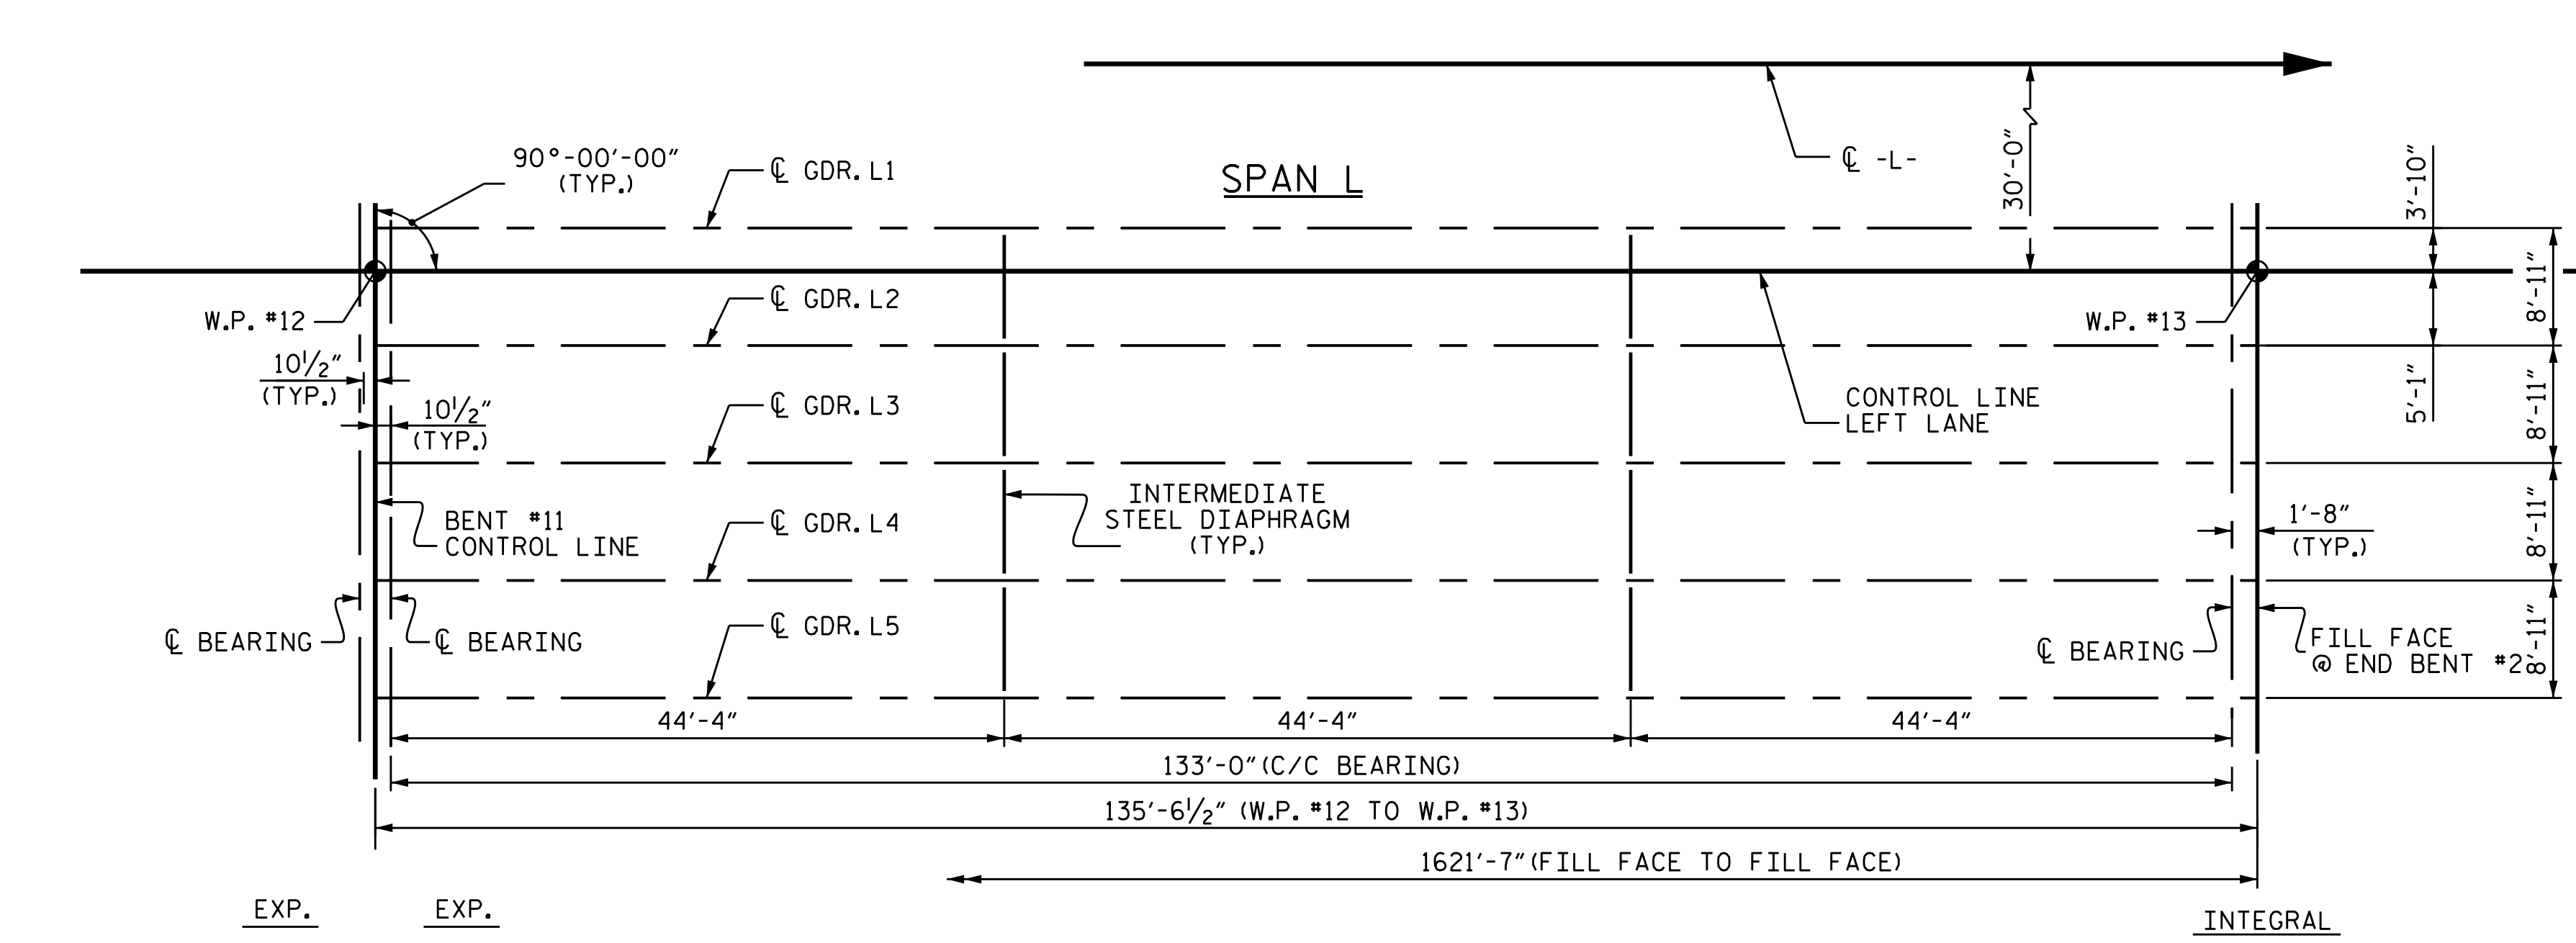 90°-00'-00"
(TYP.)
℄ GDR. L1
SPAN L
30'-0"
℄ -L-
3'-10"
8'-11"
W.P. #12
℄ GDR. L2
W.P. #13
10½"
(TYP.)
10½"
(TYP.)
℄ GDR. L3
CONTROL LINE
LEFT LANE
5'-1"
8'-11"
BENT #11
CONTROL LINE
℄ GDR. L4
INTERMEDIATE
STEEL DIAPHRAGM
(TYP.)
1'-8"
(TYP.)
8'-11"
℄ BEARING
℄ BEARING
℄ GDR. L5
℄ BEARING
FILL FACE
@ END BENT #2
8'-11"
44'-4"
44'-4"
44'-4"
133'-0" (C/C BEARING)
135'-6½" (W.P. #12 TO W.P. #13)
1621'-7" (FILL FACE TO FILL FACE)
EXP.
EXP.
INTEGRAL